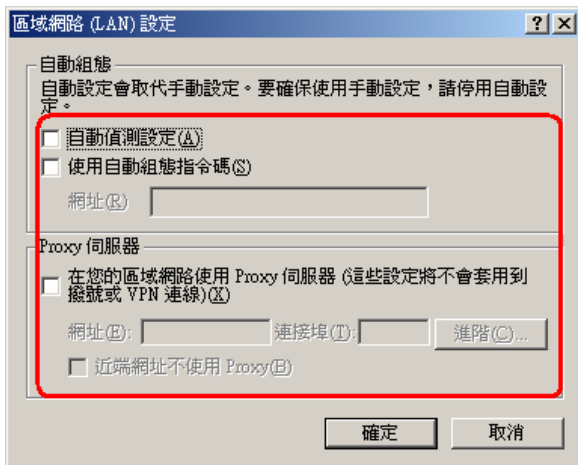 區域網路 (LAN) 設定
自動組態
自動設定會取代手動設定。要確保使用手動設定，請停用自動設
定。
自動偵測設定(A)
使用自動組態指令碼(S)
網址(R)
Proxy 伺服器
在您的區域網路使用 Proxy 伺服器 (這些設定將不會套用到
撥號或 VPN 連線)(X)
網址(E): 連接埠(T): 進階(C)...
近端網址不使用 Proxy(B)
確定 取消